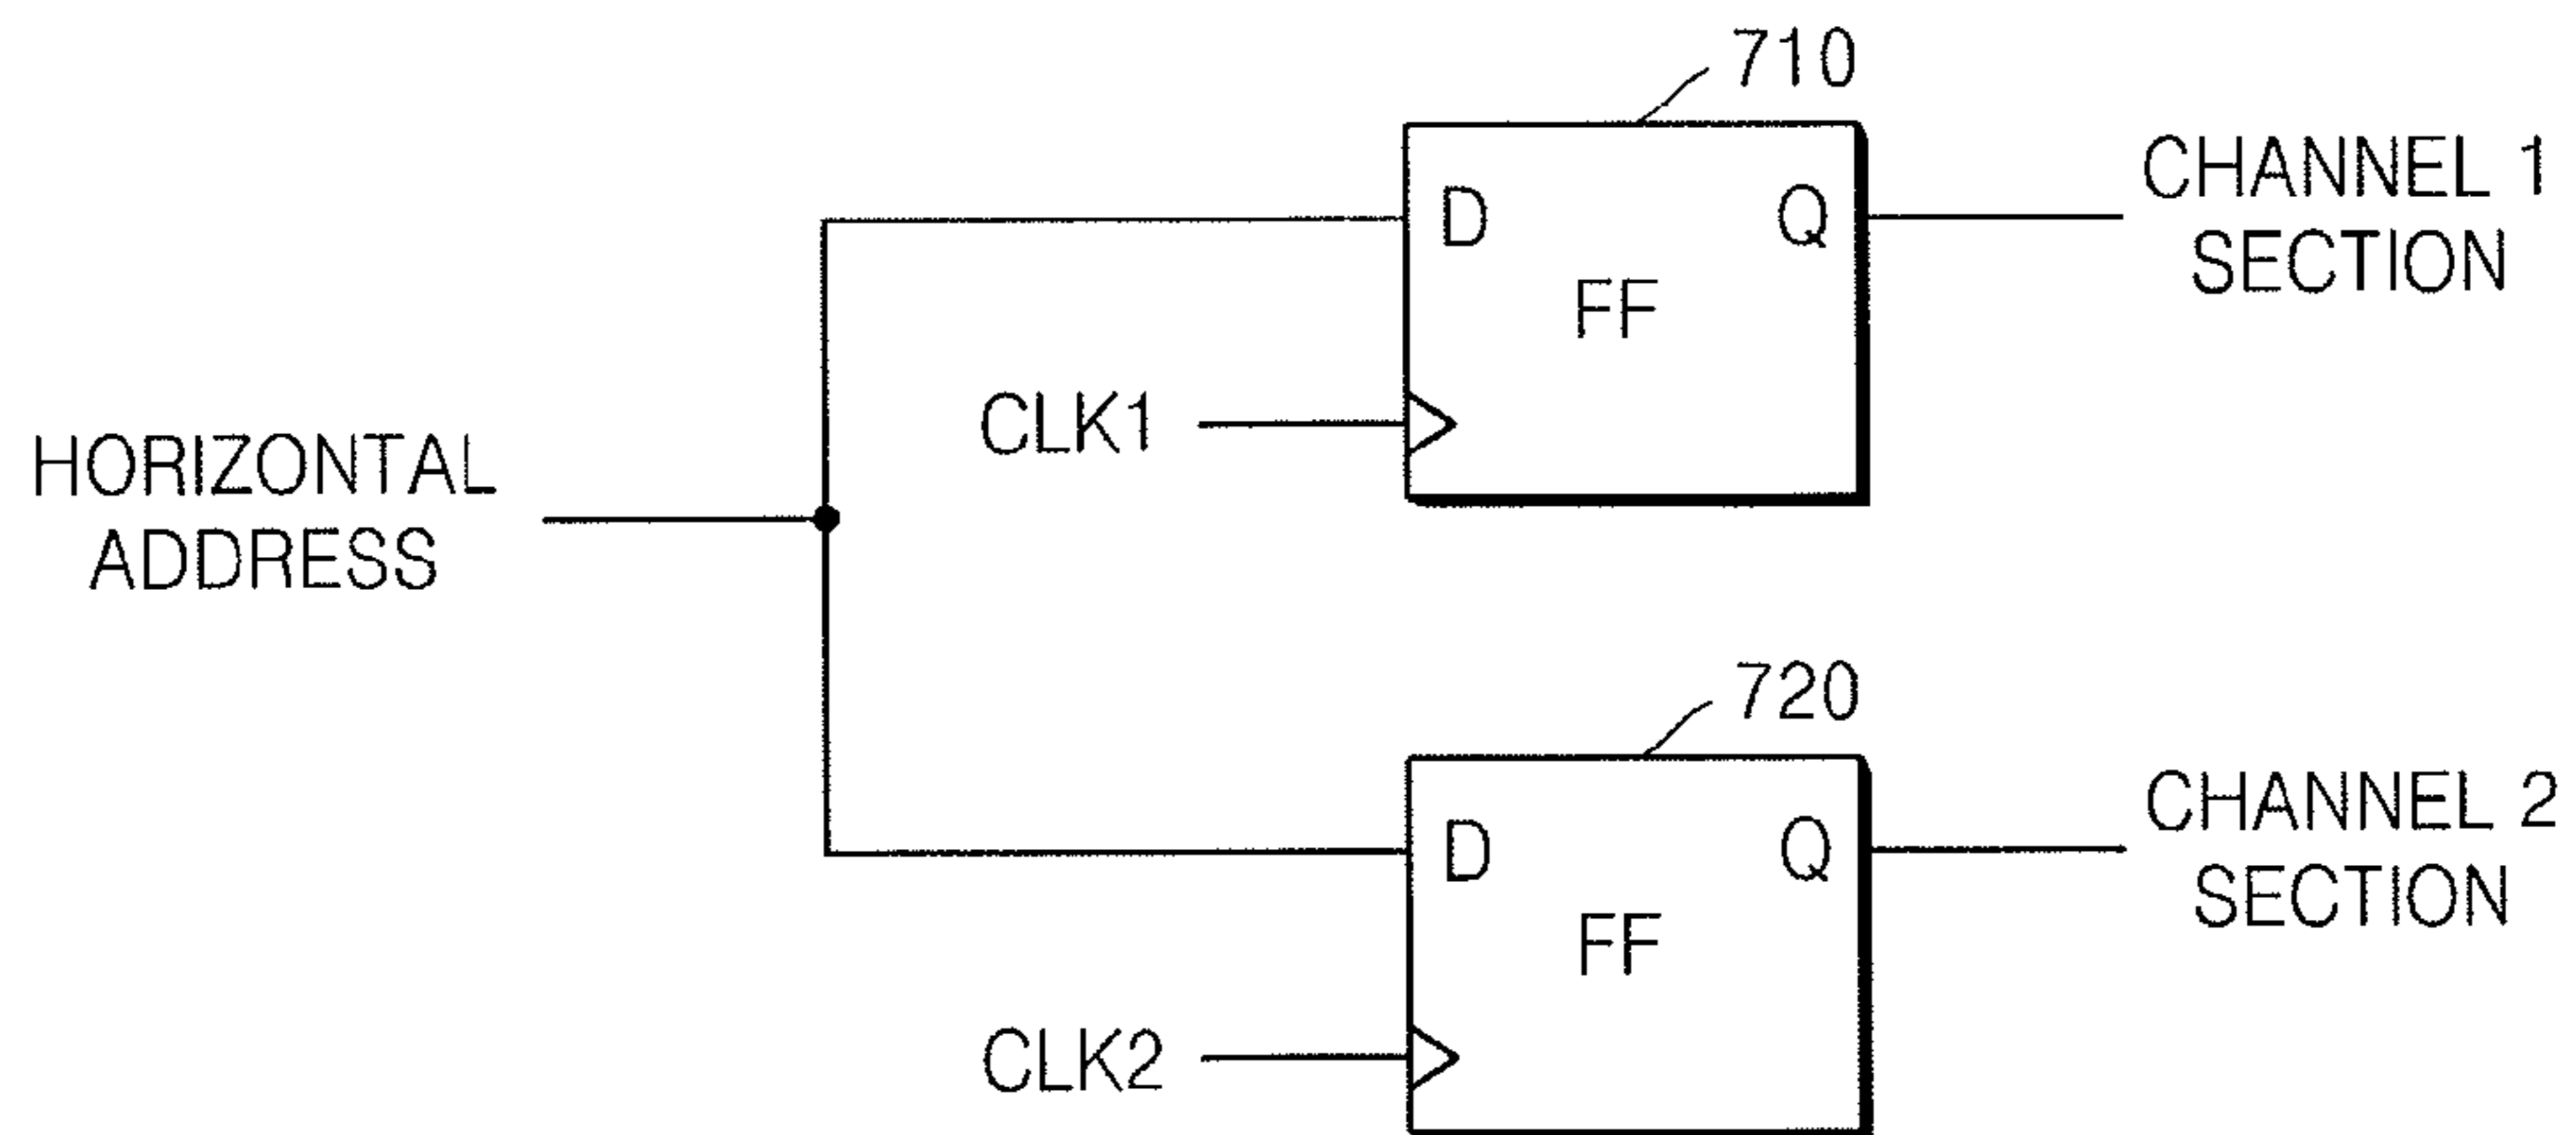 710
CHANNEL 1
SECTION
D
Q
FF
CLK1
HORIZONTAL
ADDRESS
720
CHANNEL 2
SECTION
D
Q
FF
CLK2